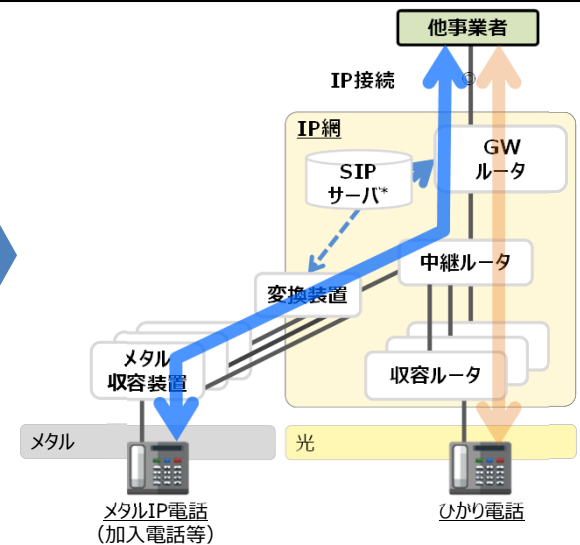 他事業者
IP接続
IP網
GW
ルータ
SIP
サーバ*
中継ルータ
変換装置
メタル
収容装置
収容ルータ
メタル
光
メタルIP電話
（加入電話等）
ひかり電話